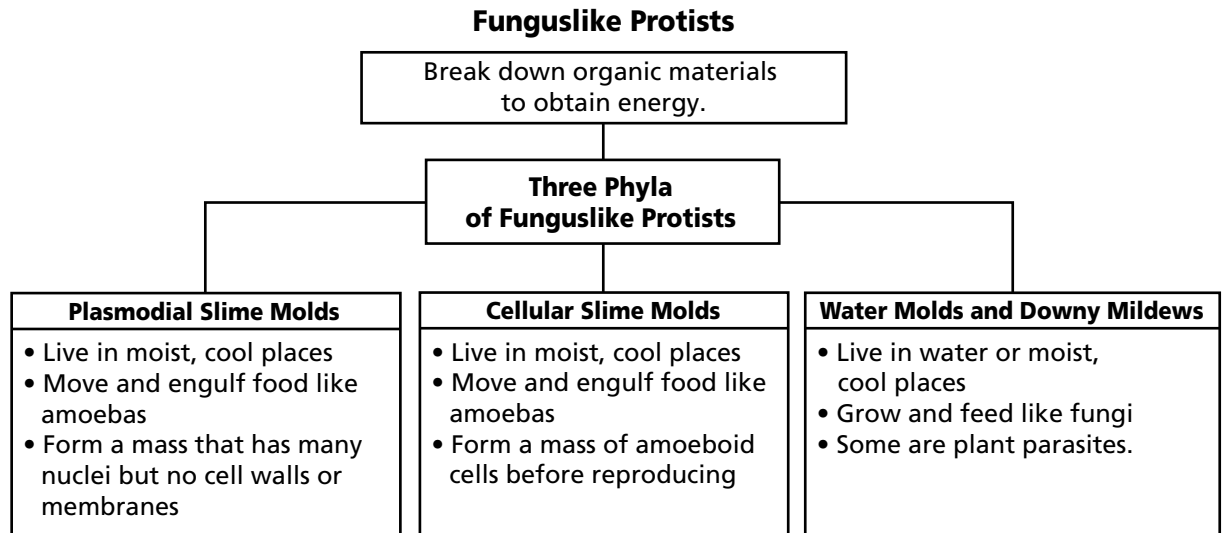 Funguslike Protists
Break down organic materials
to obtain energy.
Three Phyla
of Funguslike Protists
Plasmodial Slime Molds
• Live in moist, cool places
• Move and engulf food like
amoebas
• Form a mass that has many
nuclei but no cell walls or
membranes
Cellular Slime Molds
• Live in moist, cool places
• Move and engulf food like
amoebas
• Form a mass of amoeboid
cells before reproducing
Water Molds and Downy Mildews
• Live in water or moist,
cool places
• Grow and feed like fungi
• Some are plant parasites.